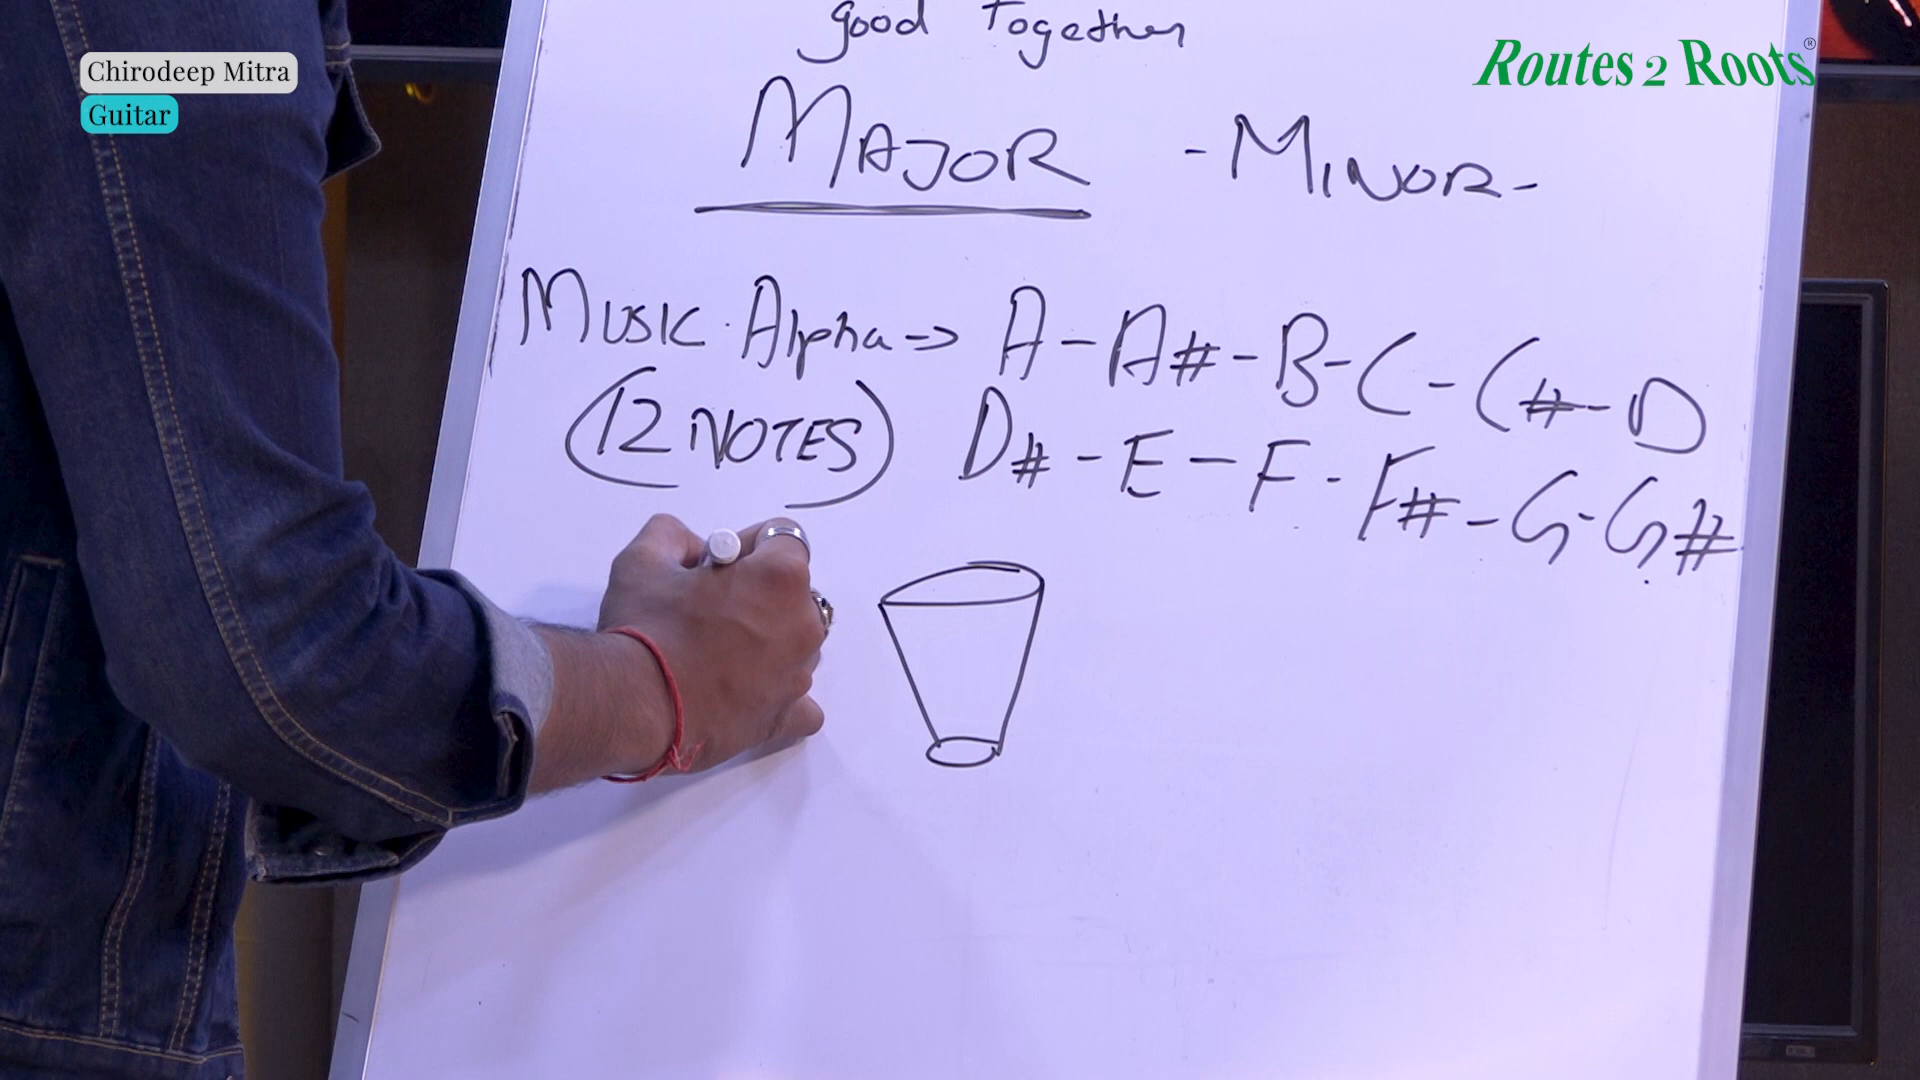 good together
Chirodeep Mitra
Guitar
Routes 2 Roots®
MAJOR - MINOR -
Music Alpha → A - A# - B - C - C# - D
(12 NOTES) D# - E - F - F# - G - G#